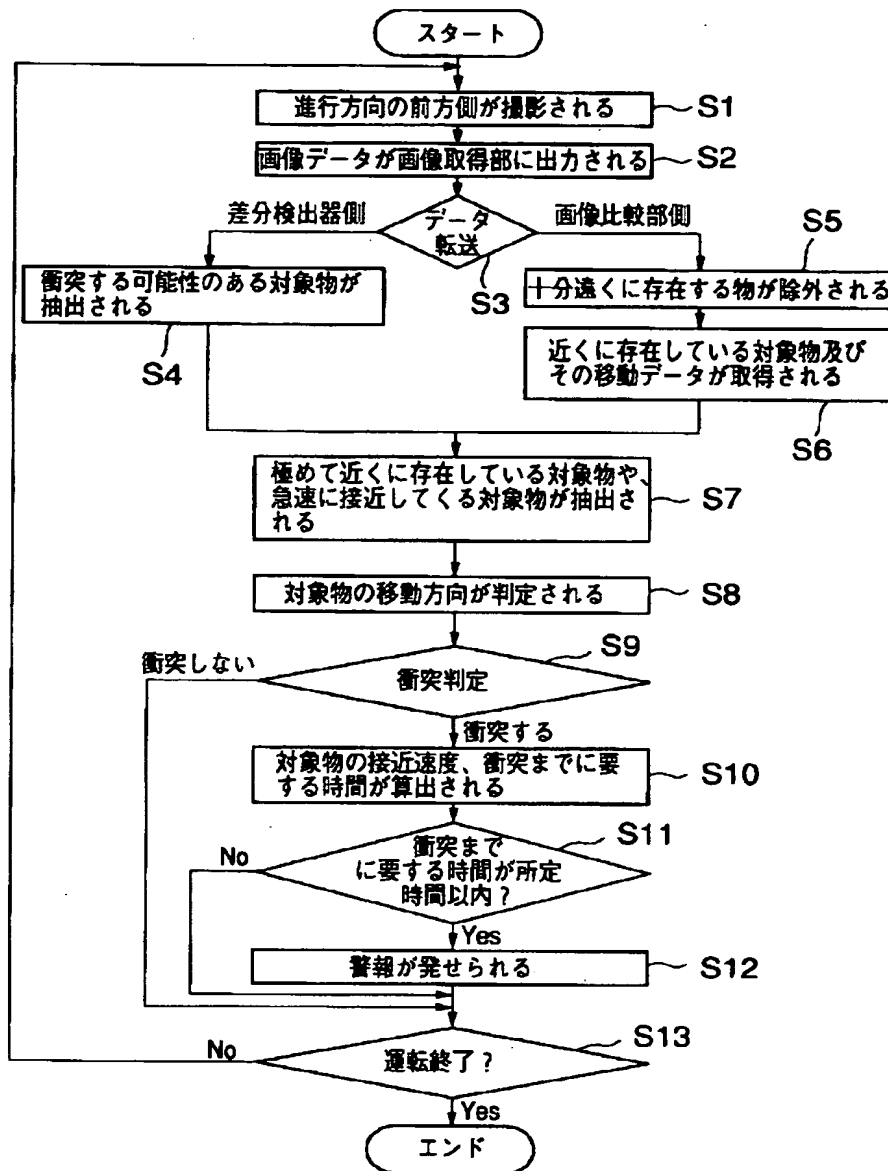 スタート
進行方向の前方側が撮影される
S1
画像データが画像取得部に出力される
S2
差分検出器側
データ
転送
画像比較部側
S3
S5
衝突する可能性のある対象物が
抽出される
S4
十分遠くに存在する物が除外される
近くに存在している対象物及び
その移動データが取得される
S6
極めて近くに存在している対象物や、
急速に接近してくる対象物が抽出さ
れる
S7
対象物の移動方向が判定される
S8
S9
衝突しない
衝突判定
衝突する
対象物の接近速度、衝突までに要
する時間が算出される
S10
S11
衝突まで
に要する時間が所定
時間以内?
No
Yes
警報が発せられる
S12
S13
No
運転終了?
Yes
エンド